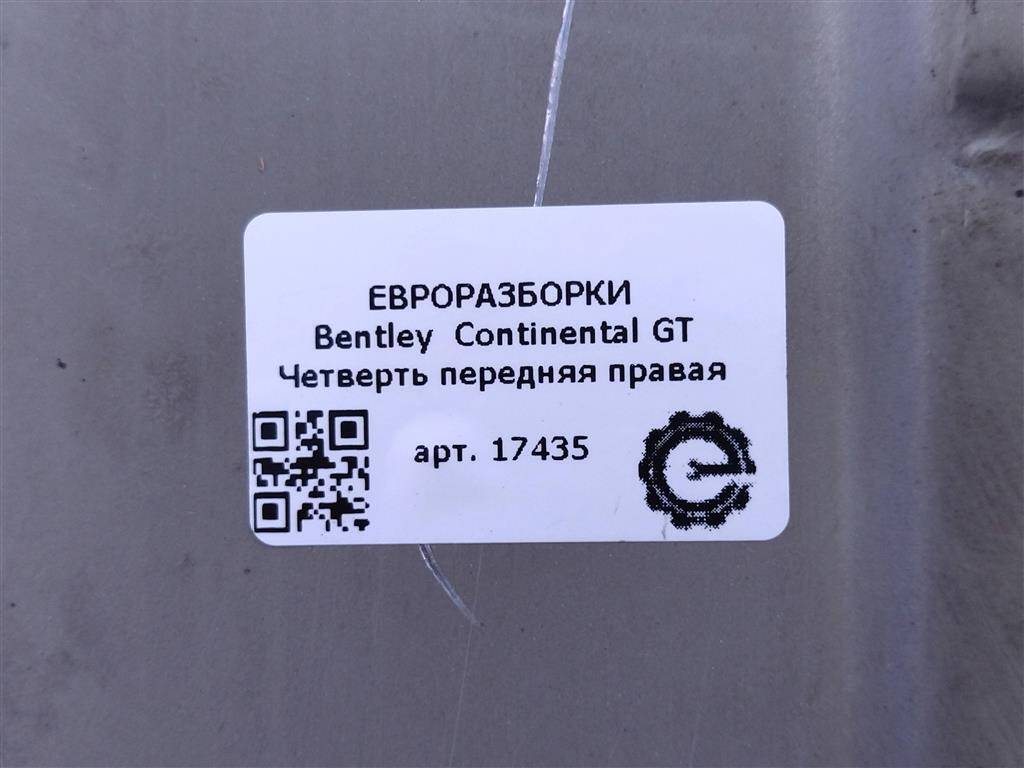 ЕВРОРАЗБОРКИ
Bentley Continental GT
Четверть передняя правая
арт. 17435